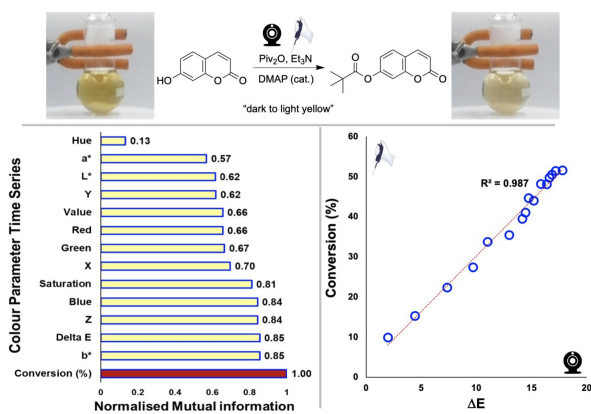 Piv2O, Et3N
DMAP (cat.)
HO
O
O
O
O
O
O
"dark to light yellow"
Colour Parameter Time Series
Hue 0.13
a* 0.57
L* 0.62
Y 0.62
Value 0.66
Red 0.66
Green 0.67
X 0.70
Saturation 0.81
Blue 0.84
Z 0.84
Delta E 0.85
b* 0.85
Conversion (%) 1.00
0 0.2 0.4 0.6 0.8 1
Normalised Mutual information
Conversion (%)
60
50
40
30
20
10
0
R² = 0.987
0 5 10 15 20
ΔE